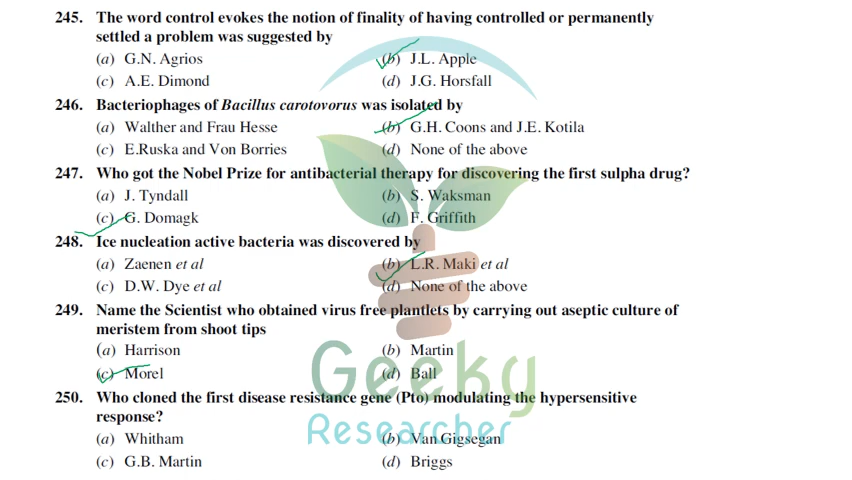 245. The word control evokes the notion of finality of having controlled or permanently
settled a problem was suggested by
(a) G.N. Agrios (b) J.L. Apple
(c) A.E. Dimond (d) J.G. Horsfall
246. Bacteriophages of Bacillus carotovorus was isolated by
(a) Walther and Frau Hesse (b) G.H. Coons and J.E. Kotila
(c) E.Ruska and Von Borries (d) None of the above
247. Who got the Nobel Prize for antibacterial therapy for discovering the first sulpha drug?
(a) J. Tyndall (b) S. Waksman
(c) G. Domagk (d) F. Griffith
248. Ice nucleation active bacteria was discovered by
(a) Zaenen et al (b) L.R. Maki et al
(c) D.W. Dye et al (d) None of the above
249. Name the Scientist who obtained virus free plantlets by carrying out aseptic culture of
meristem from shoot tips
(a) Harrison (b) Martin
(c) Morel (d) Ball
250. Who cloned the first disease resistance gene (Pto) modulating the hypersensitive
response?
(a) Whitham (b) Van Gigsegan
(c) G.B. Martin (d) Briggs
Geeky
Researcher